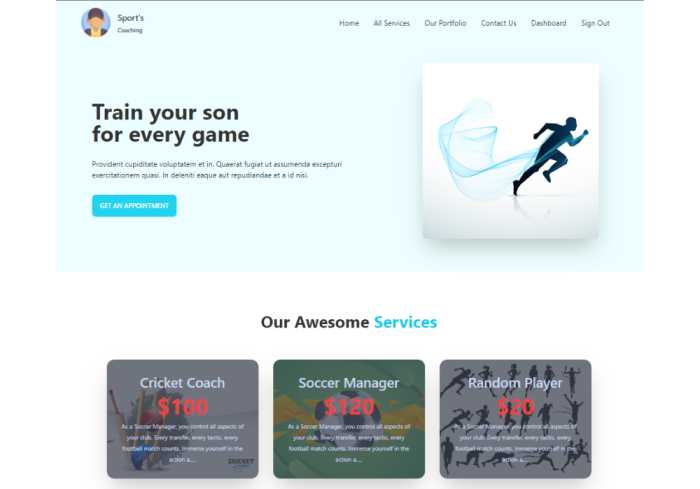 Sport's
Coaching
Home All Services Our Portfolio Contact Us Dashboard Sign Out
Train your son
for every game
Provident cupiditate voluptatem et in. Quaerat fugiat ut assumenda excepturi
exercitationem quasi. In deleniti eaque aut repudiandae et a id nisi.
GET AN APPOINTMENT
Our Awesome Services
Cricket Coach
$100
As a Soccer Manager, you control all aspects of
your club. Every transfer, every tactic, every
football match counts. Immerse yourself in the
action a....
CRICKET
Soccer Manager
$120
As a Soccer Manager, you control all aspects of
your club. Every transfer, every tactic, every
football match counts. Immerse yourself in the
action a....
Random Player
$20
As a Soccer Manager, you control all aspects of
your club. Every transfer, every tactic, every
football match counts. Immerse yourself in the
action a....